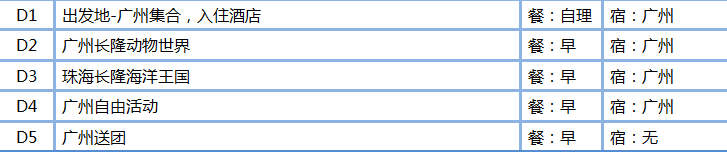 D1 出发地-广州集合，入住酒店 餐：自理 宿：广州
D2 广州长隆动物世界 餐：早 宿：广州
D3 珠海长隆海洋王国 餐：早 宿：广州
D4 广州自由活动 餐：早 宿：广州
D5 广州送团 餐：早 宿：无